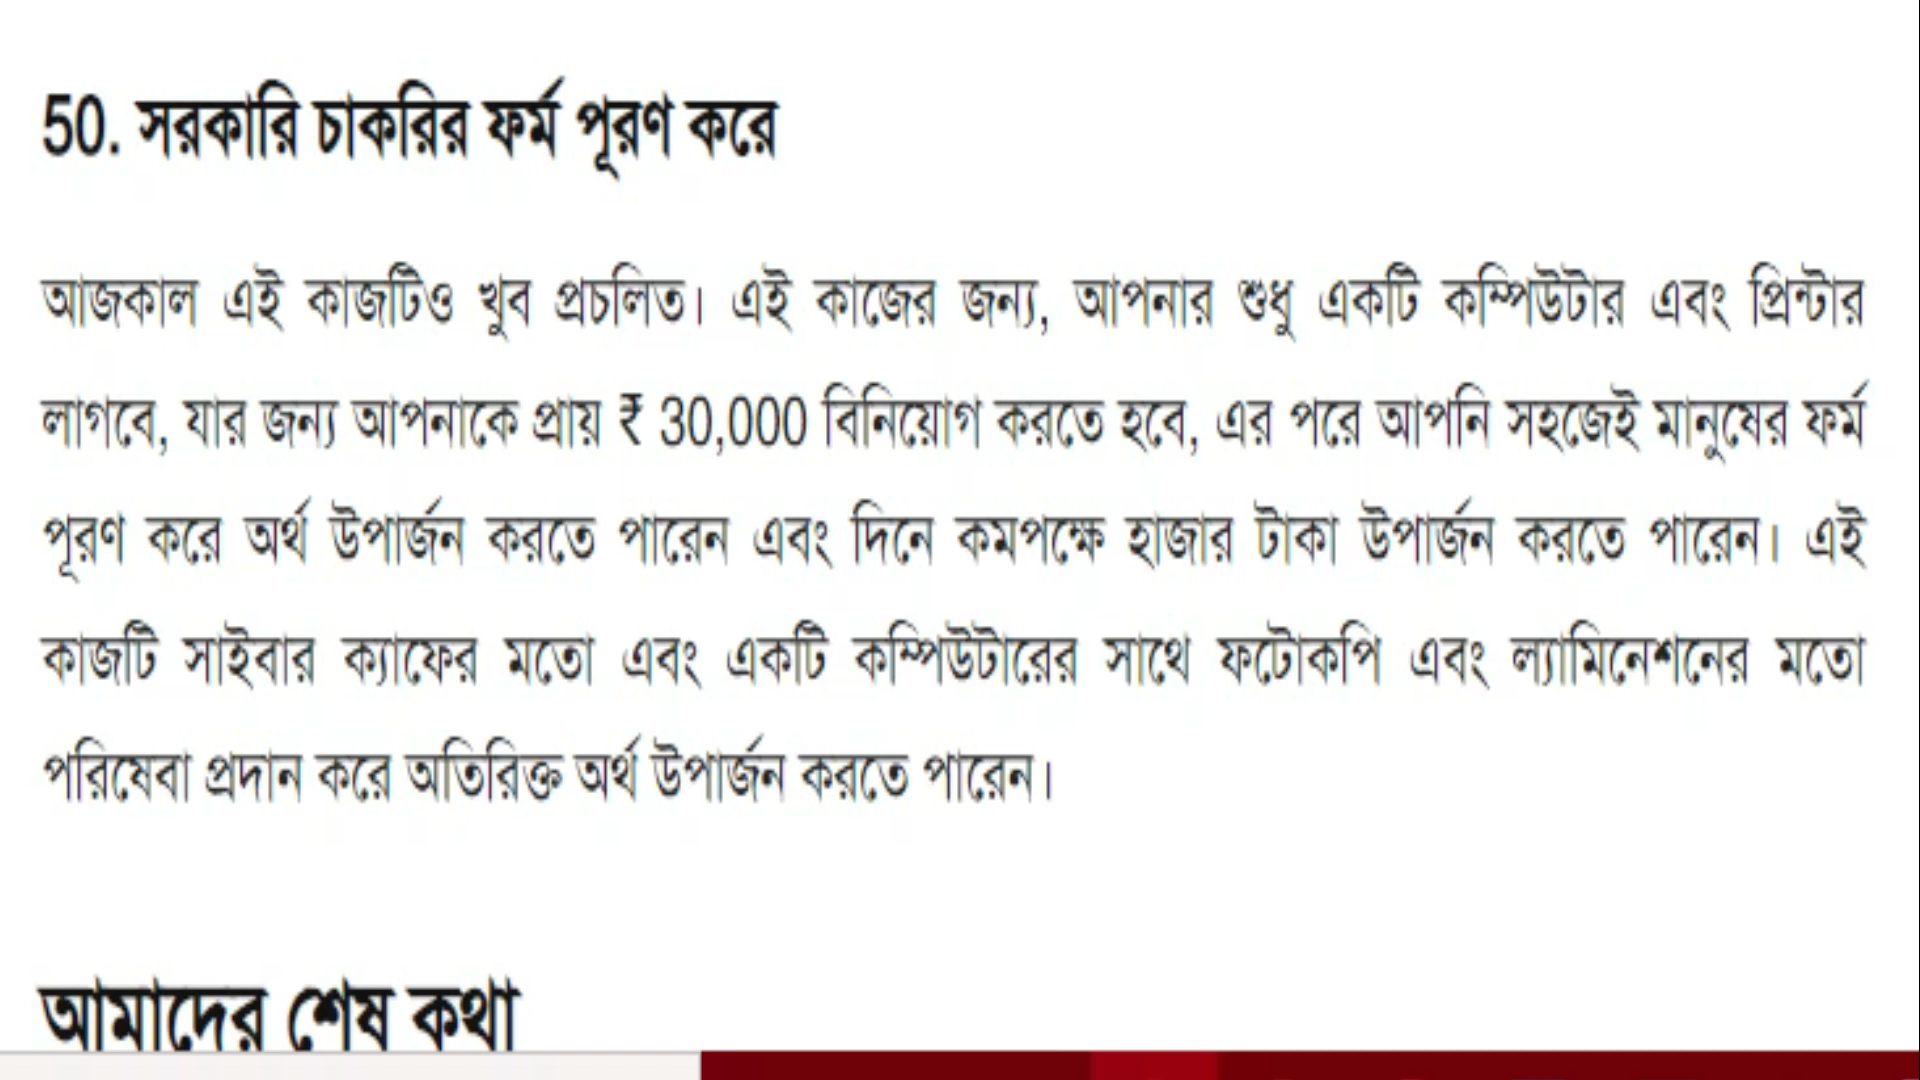 50. সরকারি চাকরির ফর্ম পূরণ করে
আজকাল এই কাজটিও খুব প্রচলিত। এই কাজের জন্য, আপনার শুধু একটি কম্পিউটার এবং প্রিন্টার
লাগবে, যার জন্য আপনাকে প্রায় ₹ 30,000 বিনিয়োগ করতে হবে, এর পরে আপনি সহজেই মানুষের ফর্ম
পূরণ করে অর্থ উপার্জন করতে পারেন এবং দিনে কমপক্ষে হাজার টাকা উপার্জন করতে পারেন। এই
কাজটি সাইবার ক্যাফের মতো এবং একটি কম্পিউটারের সাথে ফটোকপি এবং ল্যামিনেশনের মতো
পরিষেবা প্রদান করে অতিরিক্ত অর্থ উপার্জন করতে পারেন।
আমাদের শেষ কথা